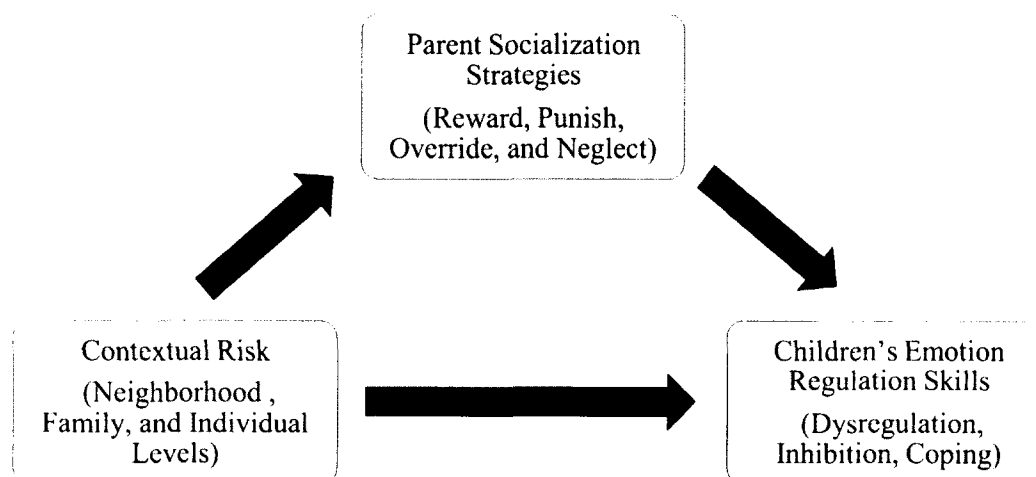 Parent Socialization
Strategies
(Reward, Punish,
Override, and Neglect)
Contextual Risk
(Neighborhood ,
Family, and Individual
Levels)
Children's Emotion
Regulation Skills
(Dysregulation,
Inhibition, Coping)